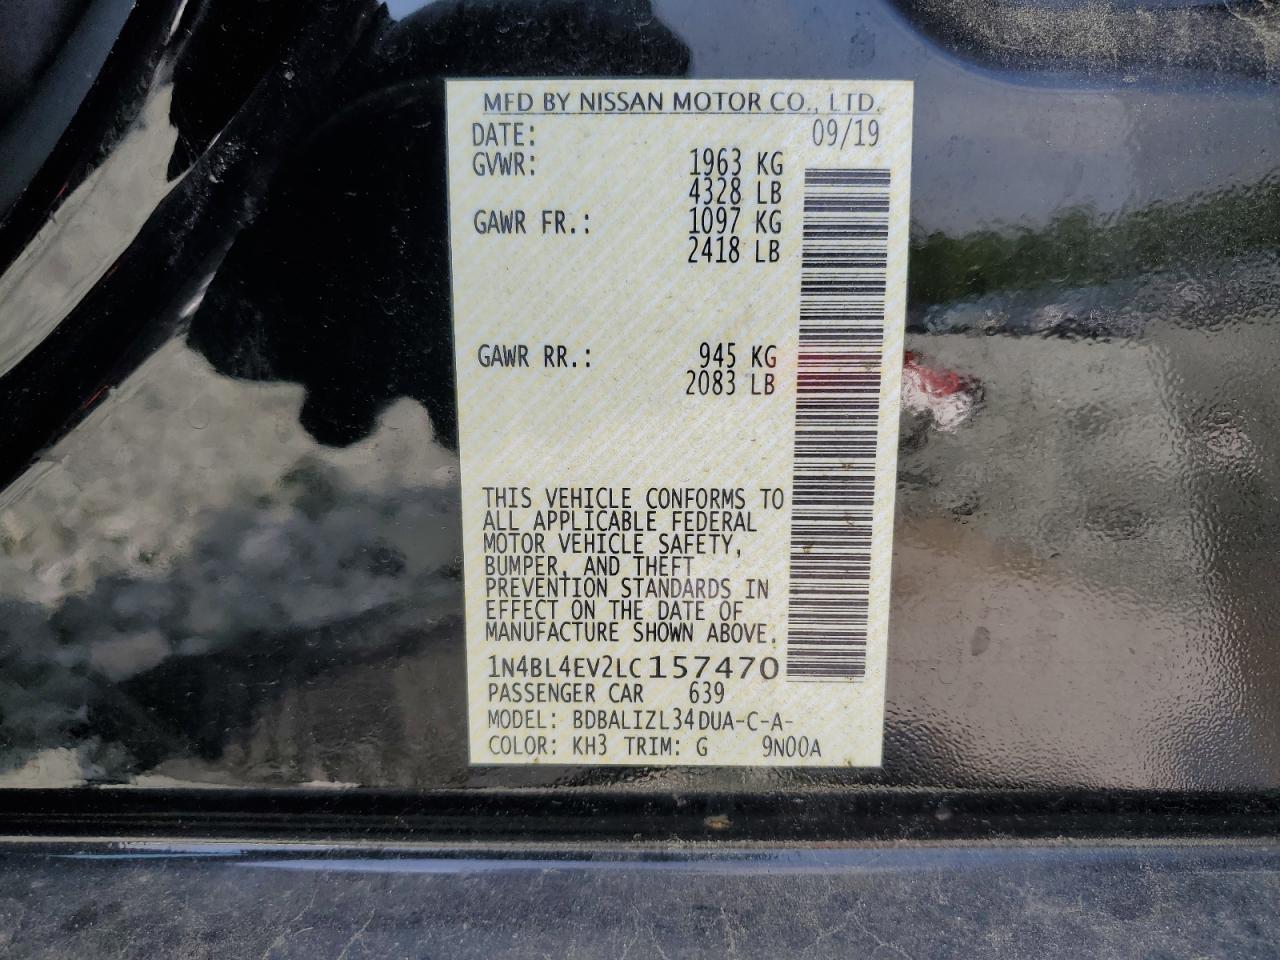 MFD BY NISSAN MOTOR CO., LTD.
DATE: 09/19
GVWR: 1963 KG
4328 LB
GAWR FR.: 1097 KG
2418 LB
GAWR RR.: 945 KG
2083 LB
THIS VEHICLE CONFORMS TO
ALL APPLICABLE FEDERAL
MOTOR VEHICLE SAFETY,
BUMPER, AND THEFT
PREVENTION STANDARDS IN
EFFECT ON THE DATE OF
MANUFACTURE SHOWN ABOVE.
1N4BL4EV2LC157470
PASSENGER CAR 639
MODEL: BDBALIZL34DUA-C-A-
COLOR: KH3 TRIM: G 9N00A